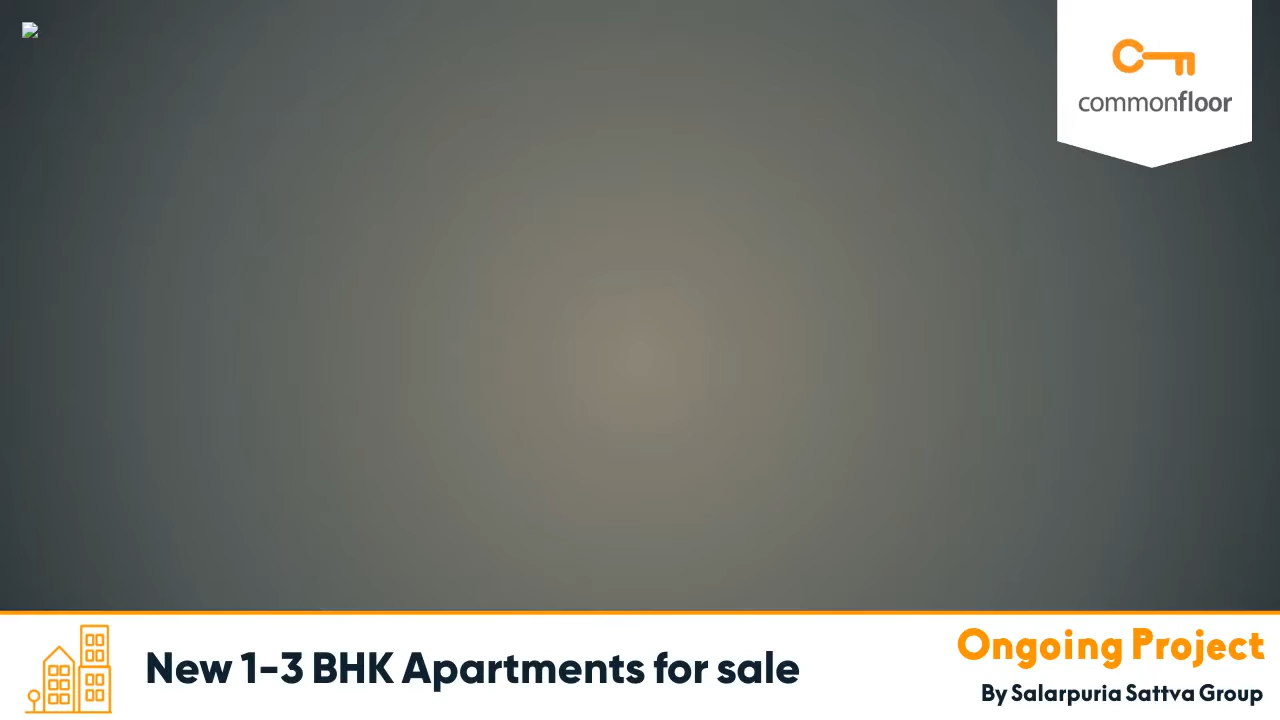 commonfloor
New 1-3 BHK Apartments for sale
Ongoing Project
By Salarpuria Sattva Group